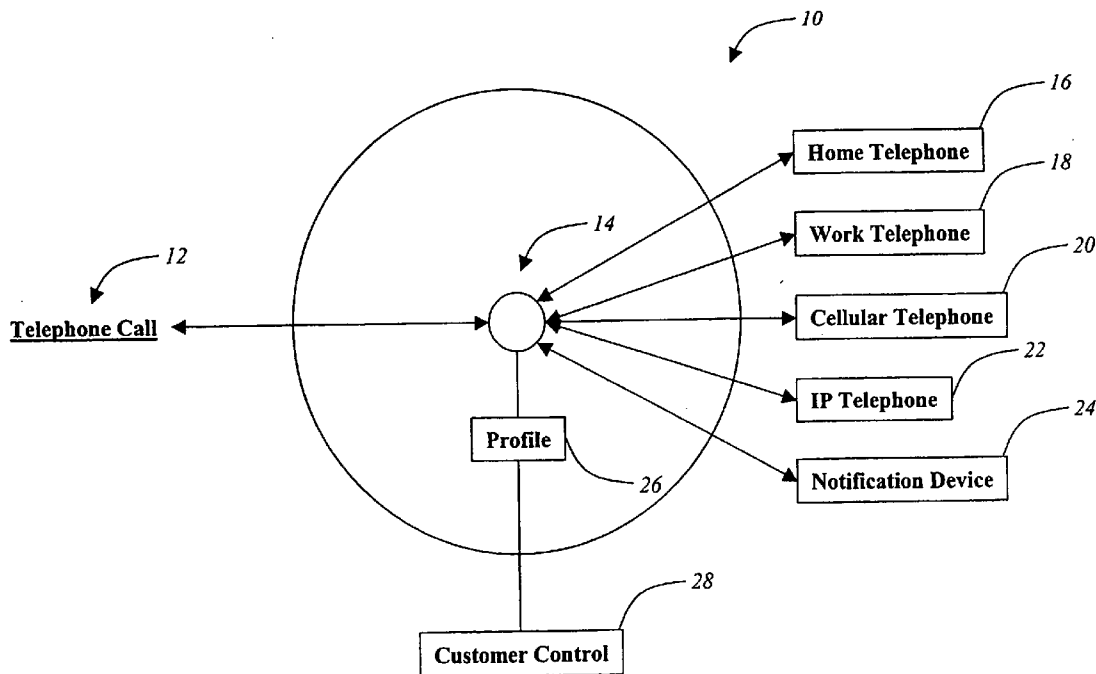 10
16
Home Telephone
18
14
Work Telephone
12
20
Telephone Call
Cellular Telephone
22
IP Telephone
24
Profile
26
Notification Device
28
Customer Control